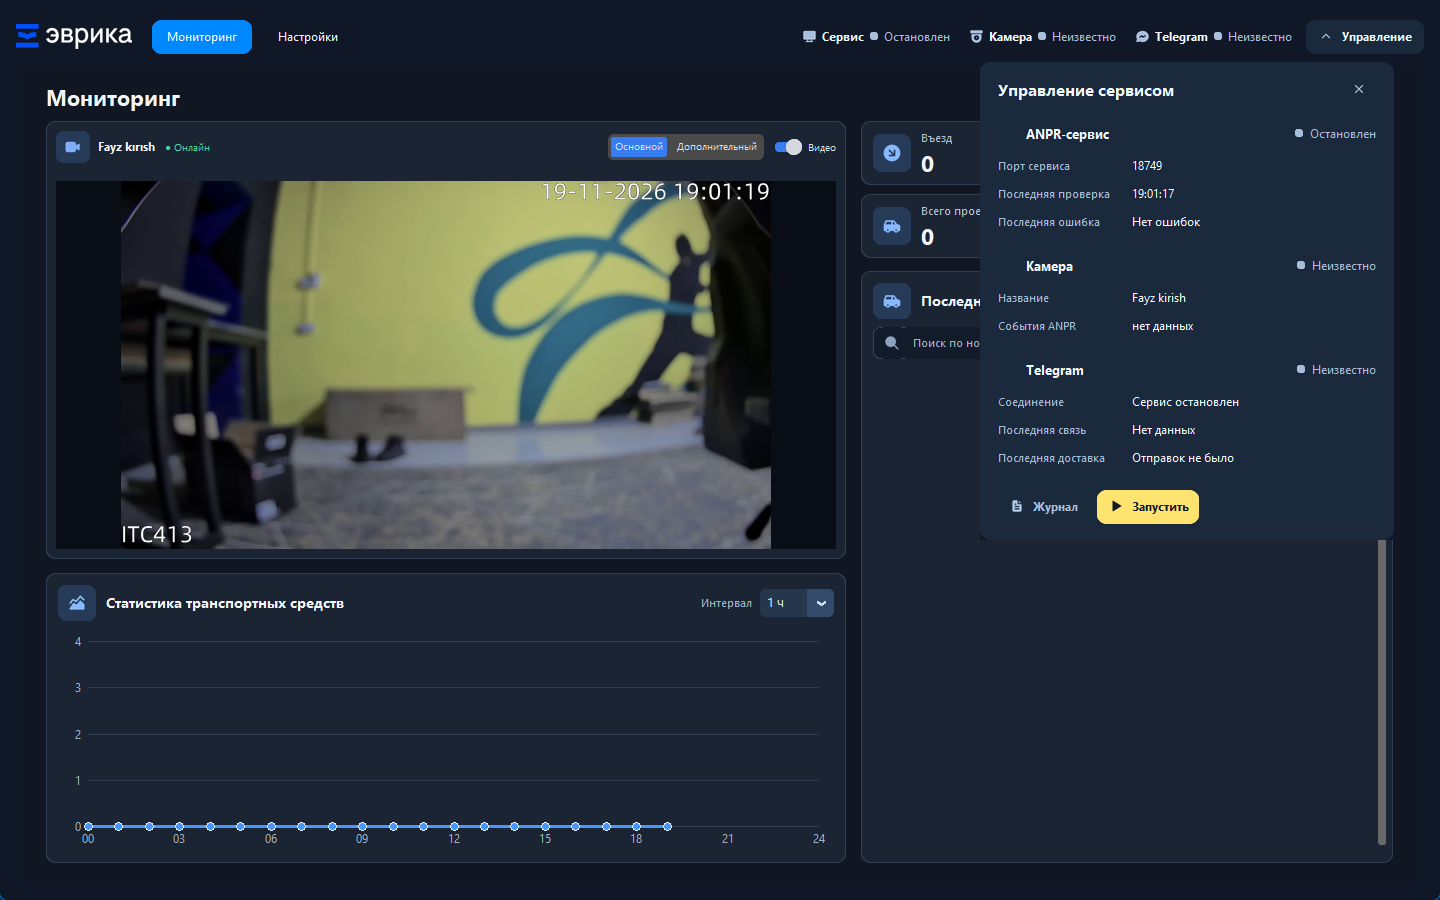 эврика
Мониторинг
Настройки
Сервис Остановлен
Камера Неизвестно
Telegram Неизвестно
Управление
Мониторинг
Fayz kırısh
Онлайн
Основной
Дополнительный
Видео
19-11-2026 19:01:19
ITC413
Въезд
0
Всего прое
0
Последн
Поиск по но
Управление сервисом
ANPR-сервис
Остановлен
Порт сервиса 18749
Последняя проверка 19:01:17
Последняя ошибка Нет ошибок
Камера
Неизвестно
Название Fayz kirish
События ANPR нет данных
Telegram
Неизвестно
Соединение Сервис остановлен
Последняя связь Нет данных
Последняя доставка Отправок не было
Журнал
Запустить
Статистика транспортных средств
Интервал
1 ч
4
3
2
1
0
00 03 06 09 12 15 18 21 24